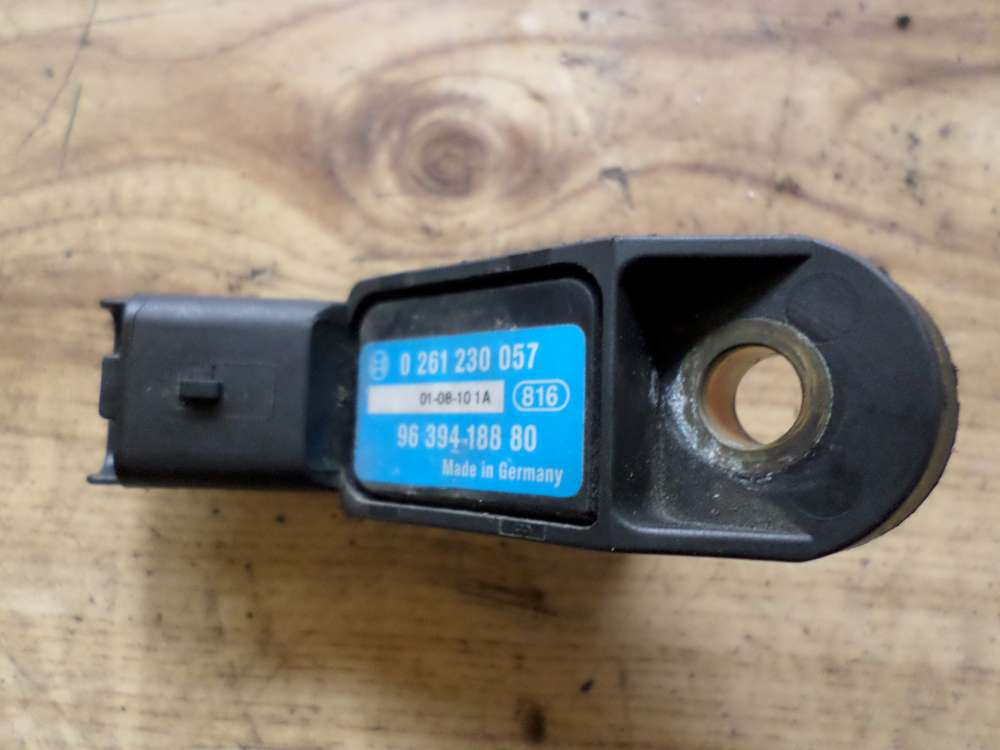 0 261 230 057
01-08-10 1A 816
96 394 188 80
Made in Germany